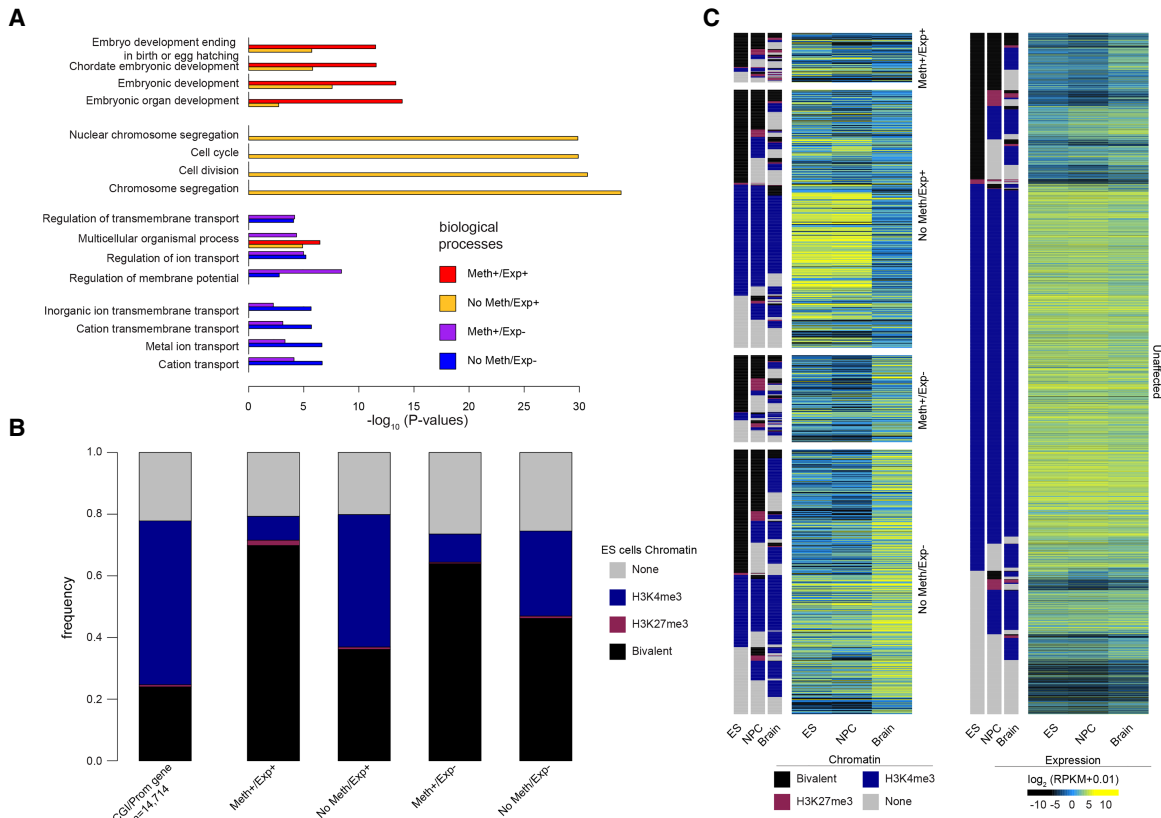 A
Embryo development ending
in birth or egg hatching
Chordate embryonic development
Embryonic development
Embryonic organ development
Nuclear chromosome segregation
Cell cycle
Cell division
Chromosome segregation
Regulation of transmembrane transport
Multicellular organismal process
Regulation of ion transport
Regulation of membrane potential
Inorganic ion transmembrane transport
Cation transmembrane transport
Metal ion transport
Cation transport
biological
processes
Meth+/Exp+
No Meth/Exp+
Meth+/Exp-
No Meth/Exp-
0 5 10 15 20 25 30
-log10 (P-values)
B
1.0
0.8
0.6
0.4
0.2
0.0
frequency
CGI/Prom gene
n=14,714
Meth+/Exp+
No Meth/Exp+
Meth+/Exp-
No Meth/Exp-
ES cells Chromatin
None
H3K4me3
H3K27me3
Bivalent
C
Meth+/Exp+
No Meth/Exp+
Meth+/Exp-
No Meth/Exp-
Unaffected
ES NPC Brain ES NPC Brain
ES NPC Brain ES NPC Brain
Chromatin
Bivalent
H3K4me3
H3K27me3
None
Expression
log2 (RPKM+0.01)
-10 -5 0 5 10